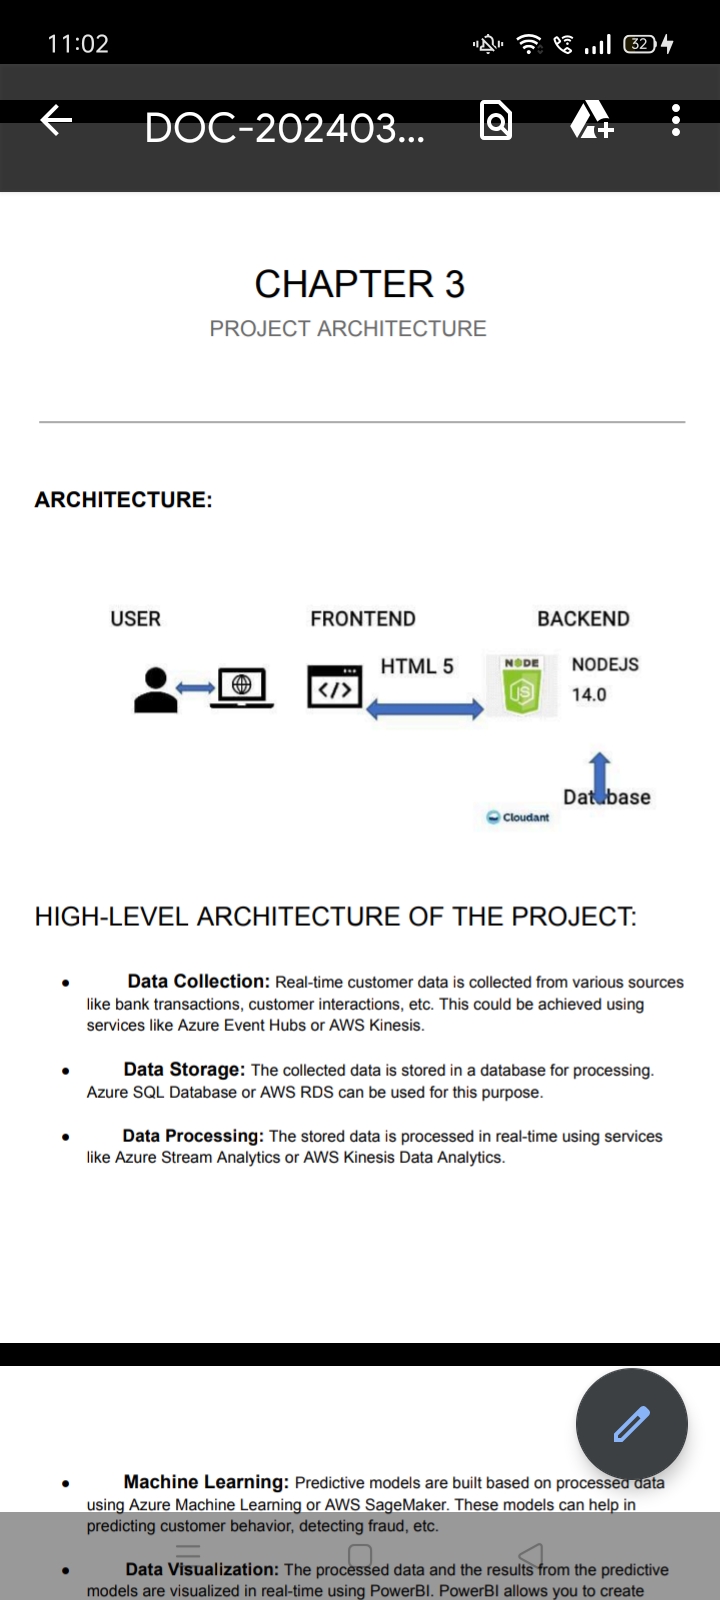 11:02
32
DOC-202403...
CHAPTER 3
PROJECT ARCHITECTURE
ARCHITECTURE:
USER FRONTEND BACKEND
HTML 5 NODE NODEJS
</> JS 14.0
Database
Cloudant
HIGH-LEVEL ARCHITECTURE OF THE PROJECT:
• Data Collection: Real-time customer data is collected from various sources
like bank transactions, customer interactions, etc. This could be achieved using
services like Azure Event Hubs or AWS Kinesis.
• Data Storage: The collected data is stored in a database for processing.
Azure SQL Database or AWS RDS can be used for this purpose.
• Data Processing: The stored data is processed in real-time using services
like Azure Stream Analytics or AWS Kinesis Data Analytics.
• Machine Learning: Predictive models are built based on processed data
using Azure Machine Learning or AWS SageMaker. These models can help in
predicting customer behavior, detecting fraud, etc.
• Data Visualization: The processed data and the results from the predictive
models are visualized in real-time using PowerBI. PowerBI allows you to create